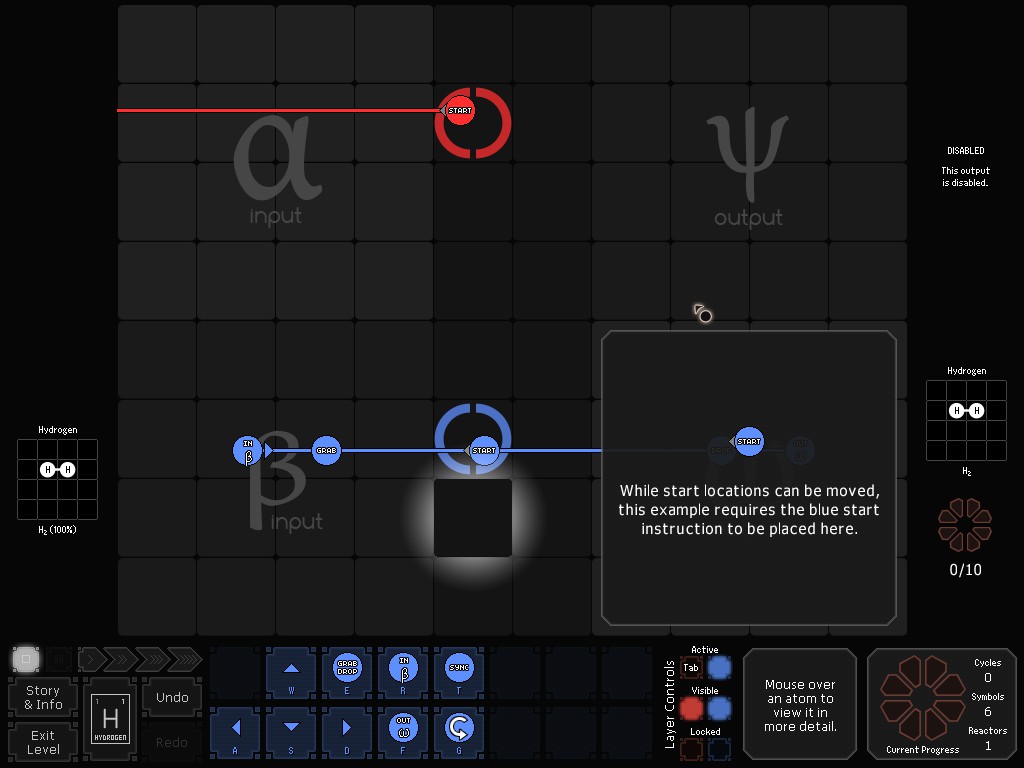 START
α
input
ψ
output
DISABLED
This output
is disabled.
Hydrogen
H H
H₂
0/10
Hydrogen
H H
H₂ (100%)
IN
β
GRAB
START
START
β
input
While start locations can be moved,
this example requires the blue start
instruction to be placed here.
Story
& Info
Exit
Level
1 1
H
HYDROGEN
Undo
Redo
W
GRAB
DROP
E
IN
β
R
SYNC
T
A
S
D
OUT
ω
F
G
Layer Controls
Active
Tab
Visible
Locked
Mouse over
an atom to
view it in
more detail.
Cycles
0
Symbols
6
Reactors
1
Current Progress